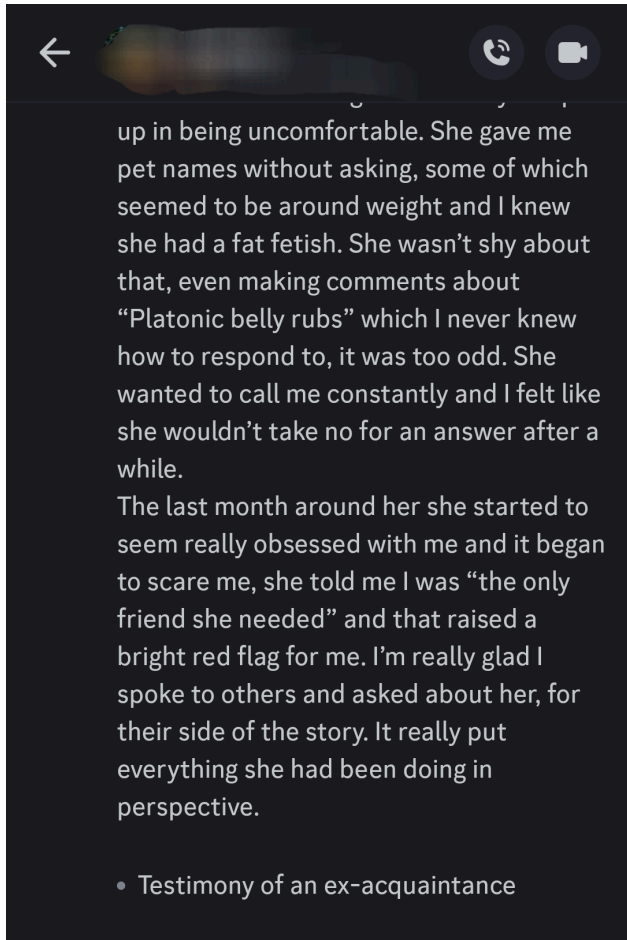 up in being uncomfortable. She gave me
pet names without asking, some of which
seemed to be around weight and I knew
she had a fat fetish. She wasn’t shy about
that, even making comments about
“Platonic belly rubs” which I never knew
how to respond to, it was too odd. She
wanted to call me constantly and I felt like
she wouldn’t take no for an answer after a
while.
The last month around her she started to
seem really obsessed with me and it began
to scare me, she told me I was “the only
friend she needed” and that raised a
bright red flag for me. I’m really glad I
spoke to others and asked about her, for
their side of the story. It really put
everything she had been doing in
perspective.
• Testimony of an ex-acquaintance